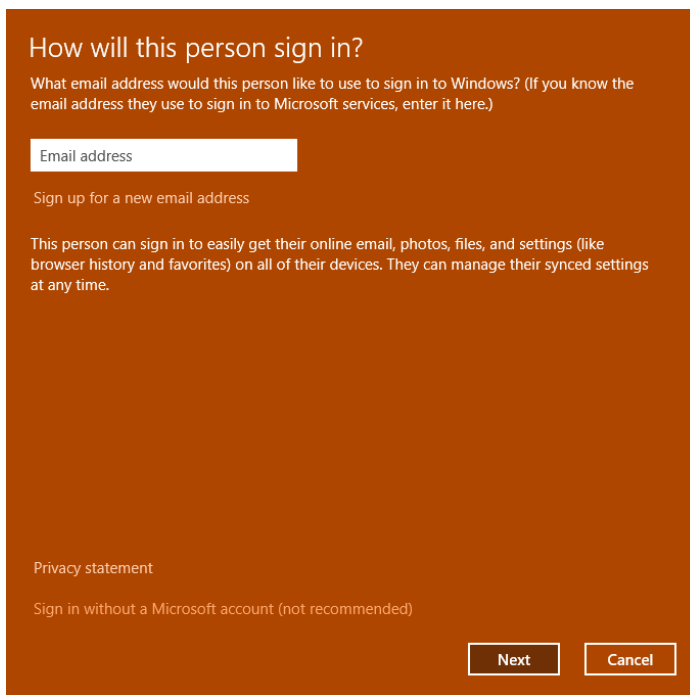 How will this person sign in?
What email address would this person like to use to sign in to Windows? (If you know the
email address they use to sign in to Microsoft services, enter it here.)
Email address
Sign up for a new email address
This person can sign in to easily get their online email, photos, files, and settings (like
browser history and favorites) on all of their devices. They can manage their synced settings
at any time.
Privacy statement
Sign in without a Microsoft account (not recommended)
Next
Cancel